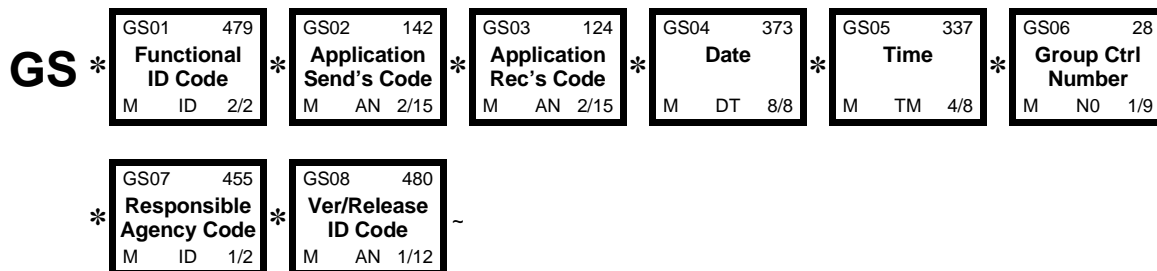 GS01 479 GS02 142 GS03 124 GS04 373 GS05 337 GS06 28
GS * Functional * Application * Application * Date * Time * Group Ctrl
ID Code Send's Code Rec's Code Number
M ID 2/2 M AN 2/15 M AN 2/15 M DT 8/8 M TM 4/8 M N0 1/9
GS07 455 GS08 480
* Responsible * Ver/Release ~
Agency Code ID Code
M ID 1/2 M AN 1/12